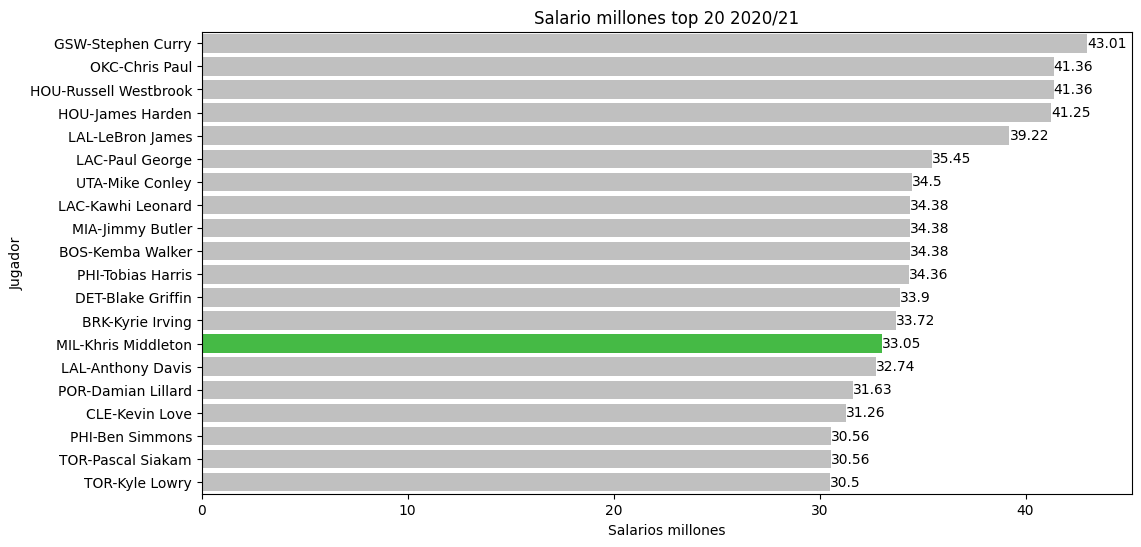 Salario millones top 20 2020/21
Jugador
GSW-Stephen Curry 43.01
OKC-Chris Paul 41.36
HOU-Russell Westbrook 41.36
HOU-James Harden 41.25
LAL-LeBron James 39.22
LAC-Paul George 35.45
UTA-Mike Conley 34.5
LAC-Kawhi Leonard 34.38
MIA-Jimmy Butler 34.38
BOS-Kemba Walker 34.38
PHI-Tobias Harris 34.36
DET-Blake Griffin 33.9
BRK-Kyrie Irving 33.72
MIL-Khris Middleton 33.05
LAL-Anthony Davis 32.74
POR-Damian Lillard 31.63
CLE-Kevin Love 31.26
PHI-Ben Simmons 30.56
TOR-Pascal Siakam 30.56
TOR-Kyle Lowry 30.5
0 10 20 30 40
Salarios millones